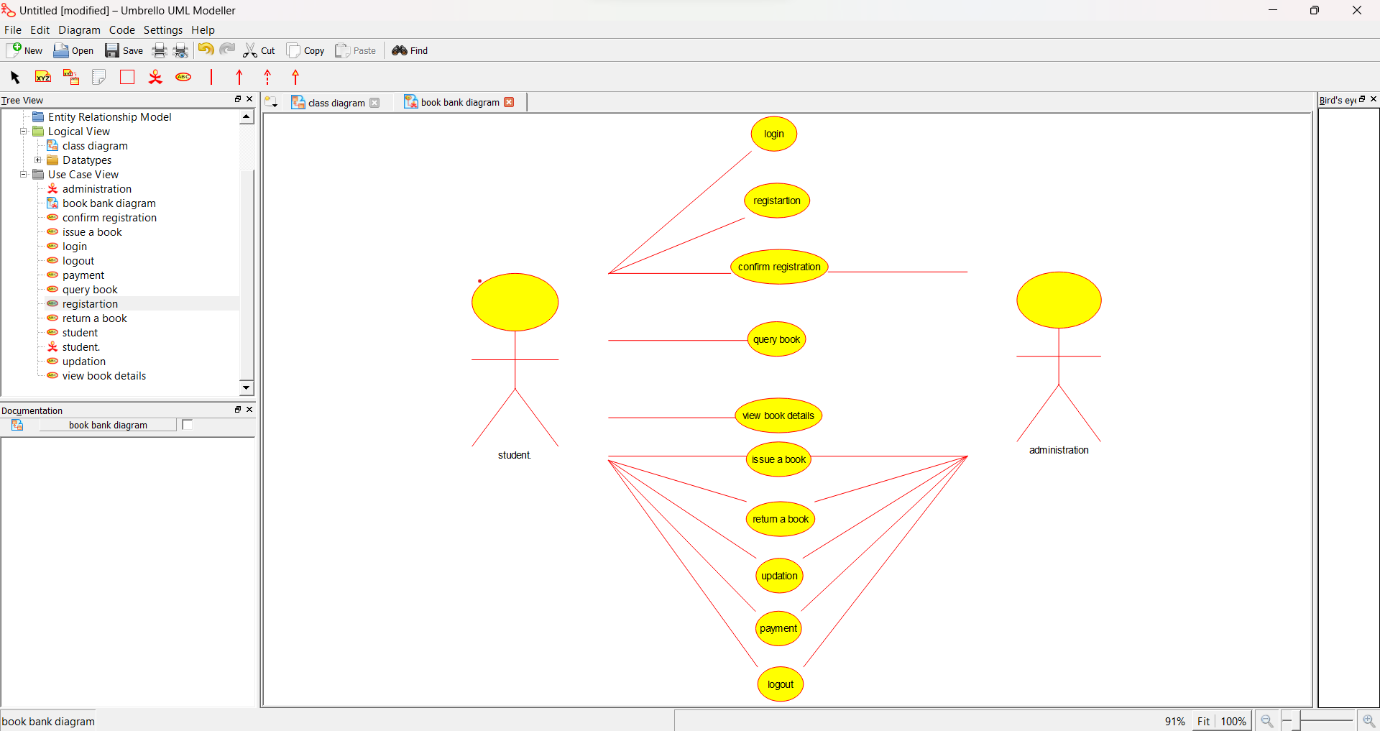 Untitled [modified] – Umbrello UML Modeller
File Edit Diagram Code Settings Help
New Open Save Cut Copy Paste Find
XYZ ABC
Tree View
class diagram book bank diagram
Bird's eye
Entity Relationship Model
Logical View
class diagram
Datatypes
Use Case View
administration
book bank diagram
confirm registration
issue a book
login
logout
payment
query book
registartion
return a book
student
student.
updation
view book details
Documentation
book bank diagram
login
registartion
confirm registration
query book
view book details
issue a book
return a book
updation
payment
logout
student.
administration
book bank diagram
91% Fit 100%